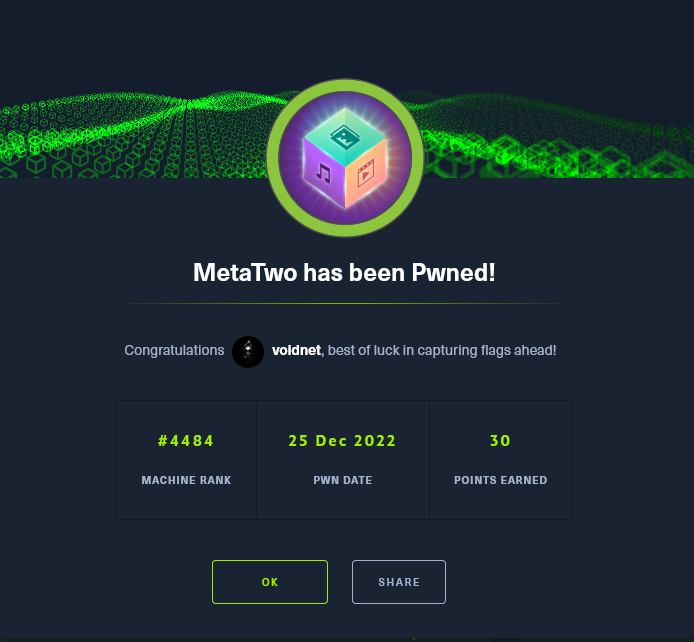 MetaTwo has been Pwned!
Congratulations voidnet, best of luck in capturing flags ahead!
#4484 25 Dec 2022 30
MACHINE RANK PWN DATE POINTS EARNED
OK SHARE